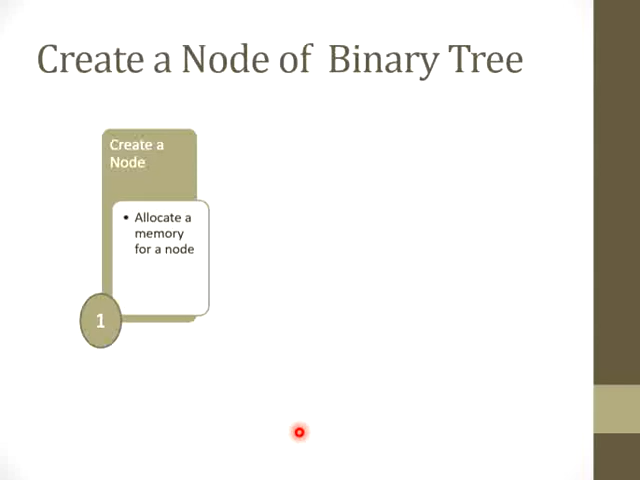 Create a Node of Binary Tree
Create a
Node
• Allocate a
memory
for a node
1